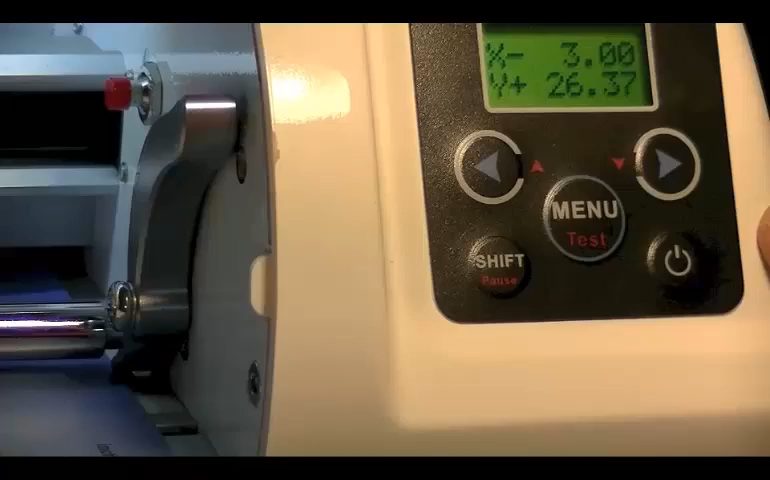 X- 3.00
Y+ 26.37
MENU
Test
SHIFT
Pause